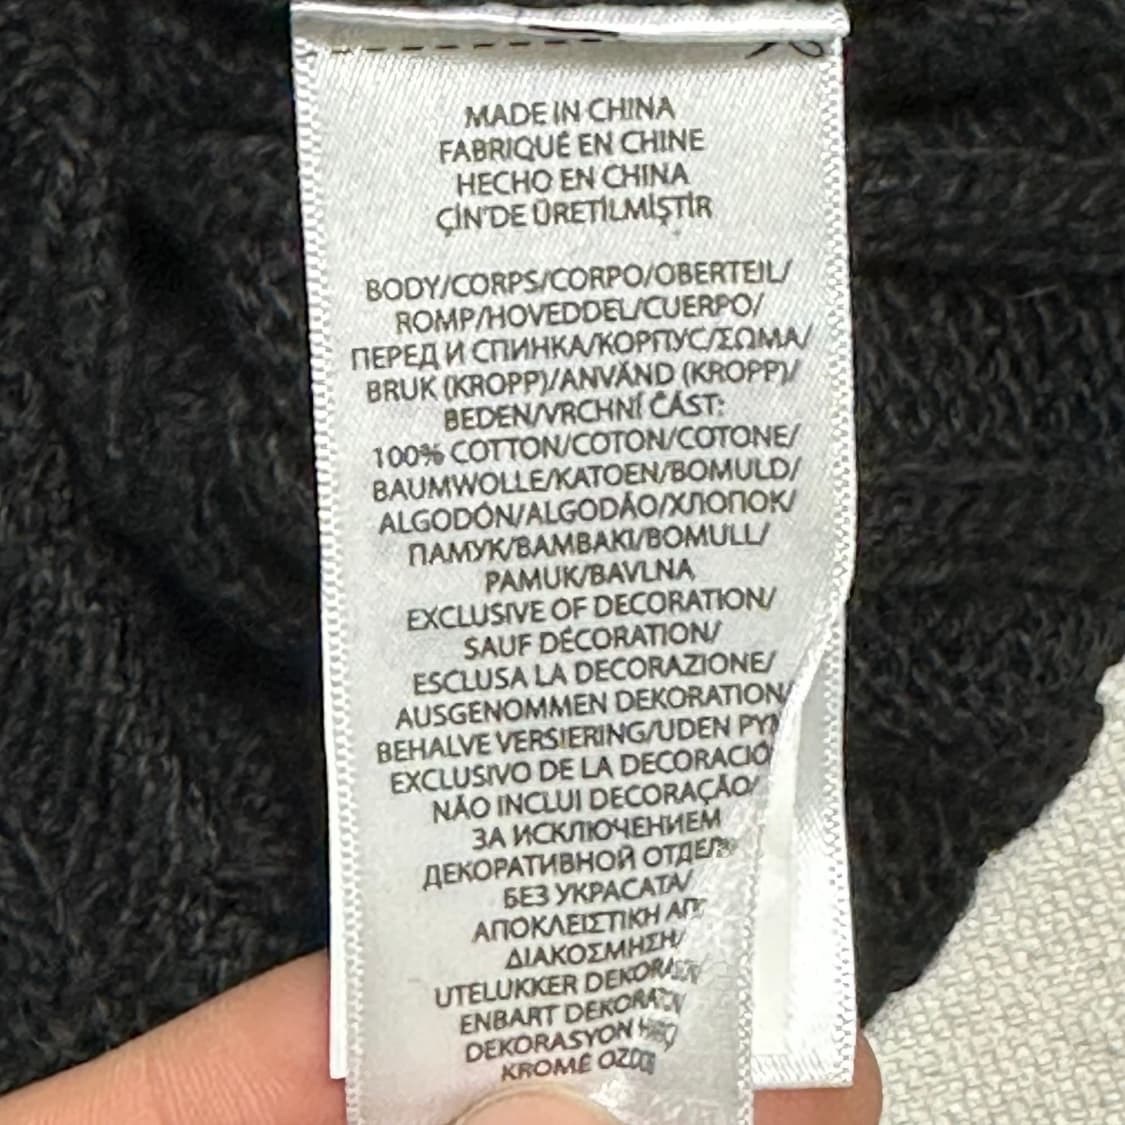 MADE IN CHINA
FABRIQUÉ EN CHINE
HECHO EN CHINA
ÇİN'DE ÜRETİLMİŞTİR
BODY/CORPS/CORPO/OBERTEIL/
ROMP/HOVEDDEL/CUERPO/
ПЕРЕД И СПИНКА/КОРПУС/ΣΩΜΑ/
BRUK (KROPP)/ANVÄND (KROPP)/
BEDEN/VRCHNÍ ČÁST:
100% COTTON/COTON/COTONE/
BAUMWOLLE/KATOEN/BOMULD/
ALGODÓN/ALGODÃO/ХЛОПОК/
ПАМУК/BAMBAKI/BOMULL/
PAMUK/BAVLNA
EXCLUSIVE OF DECORATION/
SAUF DÉCORATION/
ESCLUSA LA DECORAZIONE/
AUSGENOMMEN DEKORATION/
BEHALVE VERSIERING/UDEN
EXCLUSIVO DE LA
NÃO INCLUI DECORAÇÃO/
ЗА ИСКЛЮЧЕНИЕМ
ДЕКОРАТИВНОЙ
БЕЗ УКРАСАТА/
ΑΠΟΚΛΕΙΣΤΙΚΗ
ΔΙΑΚΟΣΜΗΣΗ/
UTELUKKER
ENBART
DEKORASYON
KROMĚ